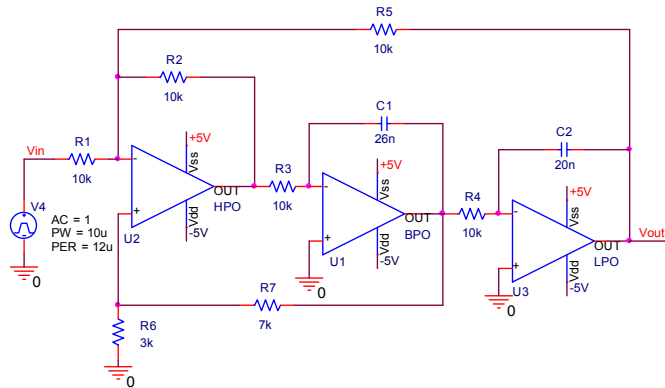 R5
10k
R2
10k
C1
26n
C2
20n
R1
10k
Vin
+5V
Vss
-
+
OUT
HPO
Vdd
-5V
U2
R3
10k
+5V
Vss
-
+
OUT
BPO
Vdd
-5V
U1
R4
10k
+5V
Vss
-
+
OUT
LPO
Vdd
-5V
U3
Vout
V4
AC = 1
PW = 10u
PER = 12u
0
R7
7k
R6
3k
0
0
0